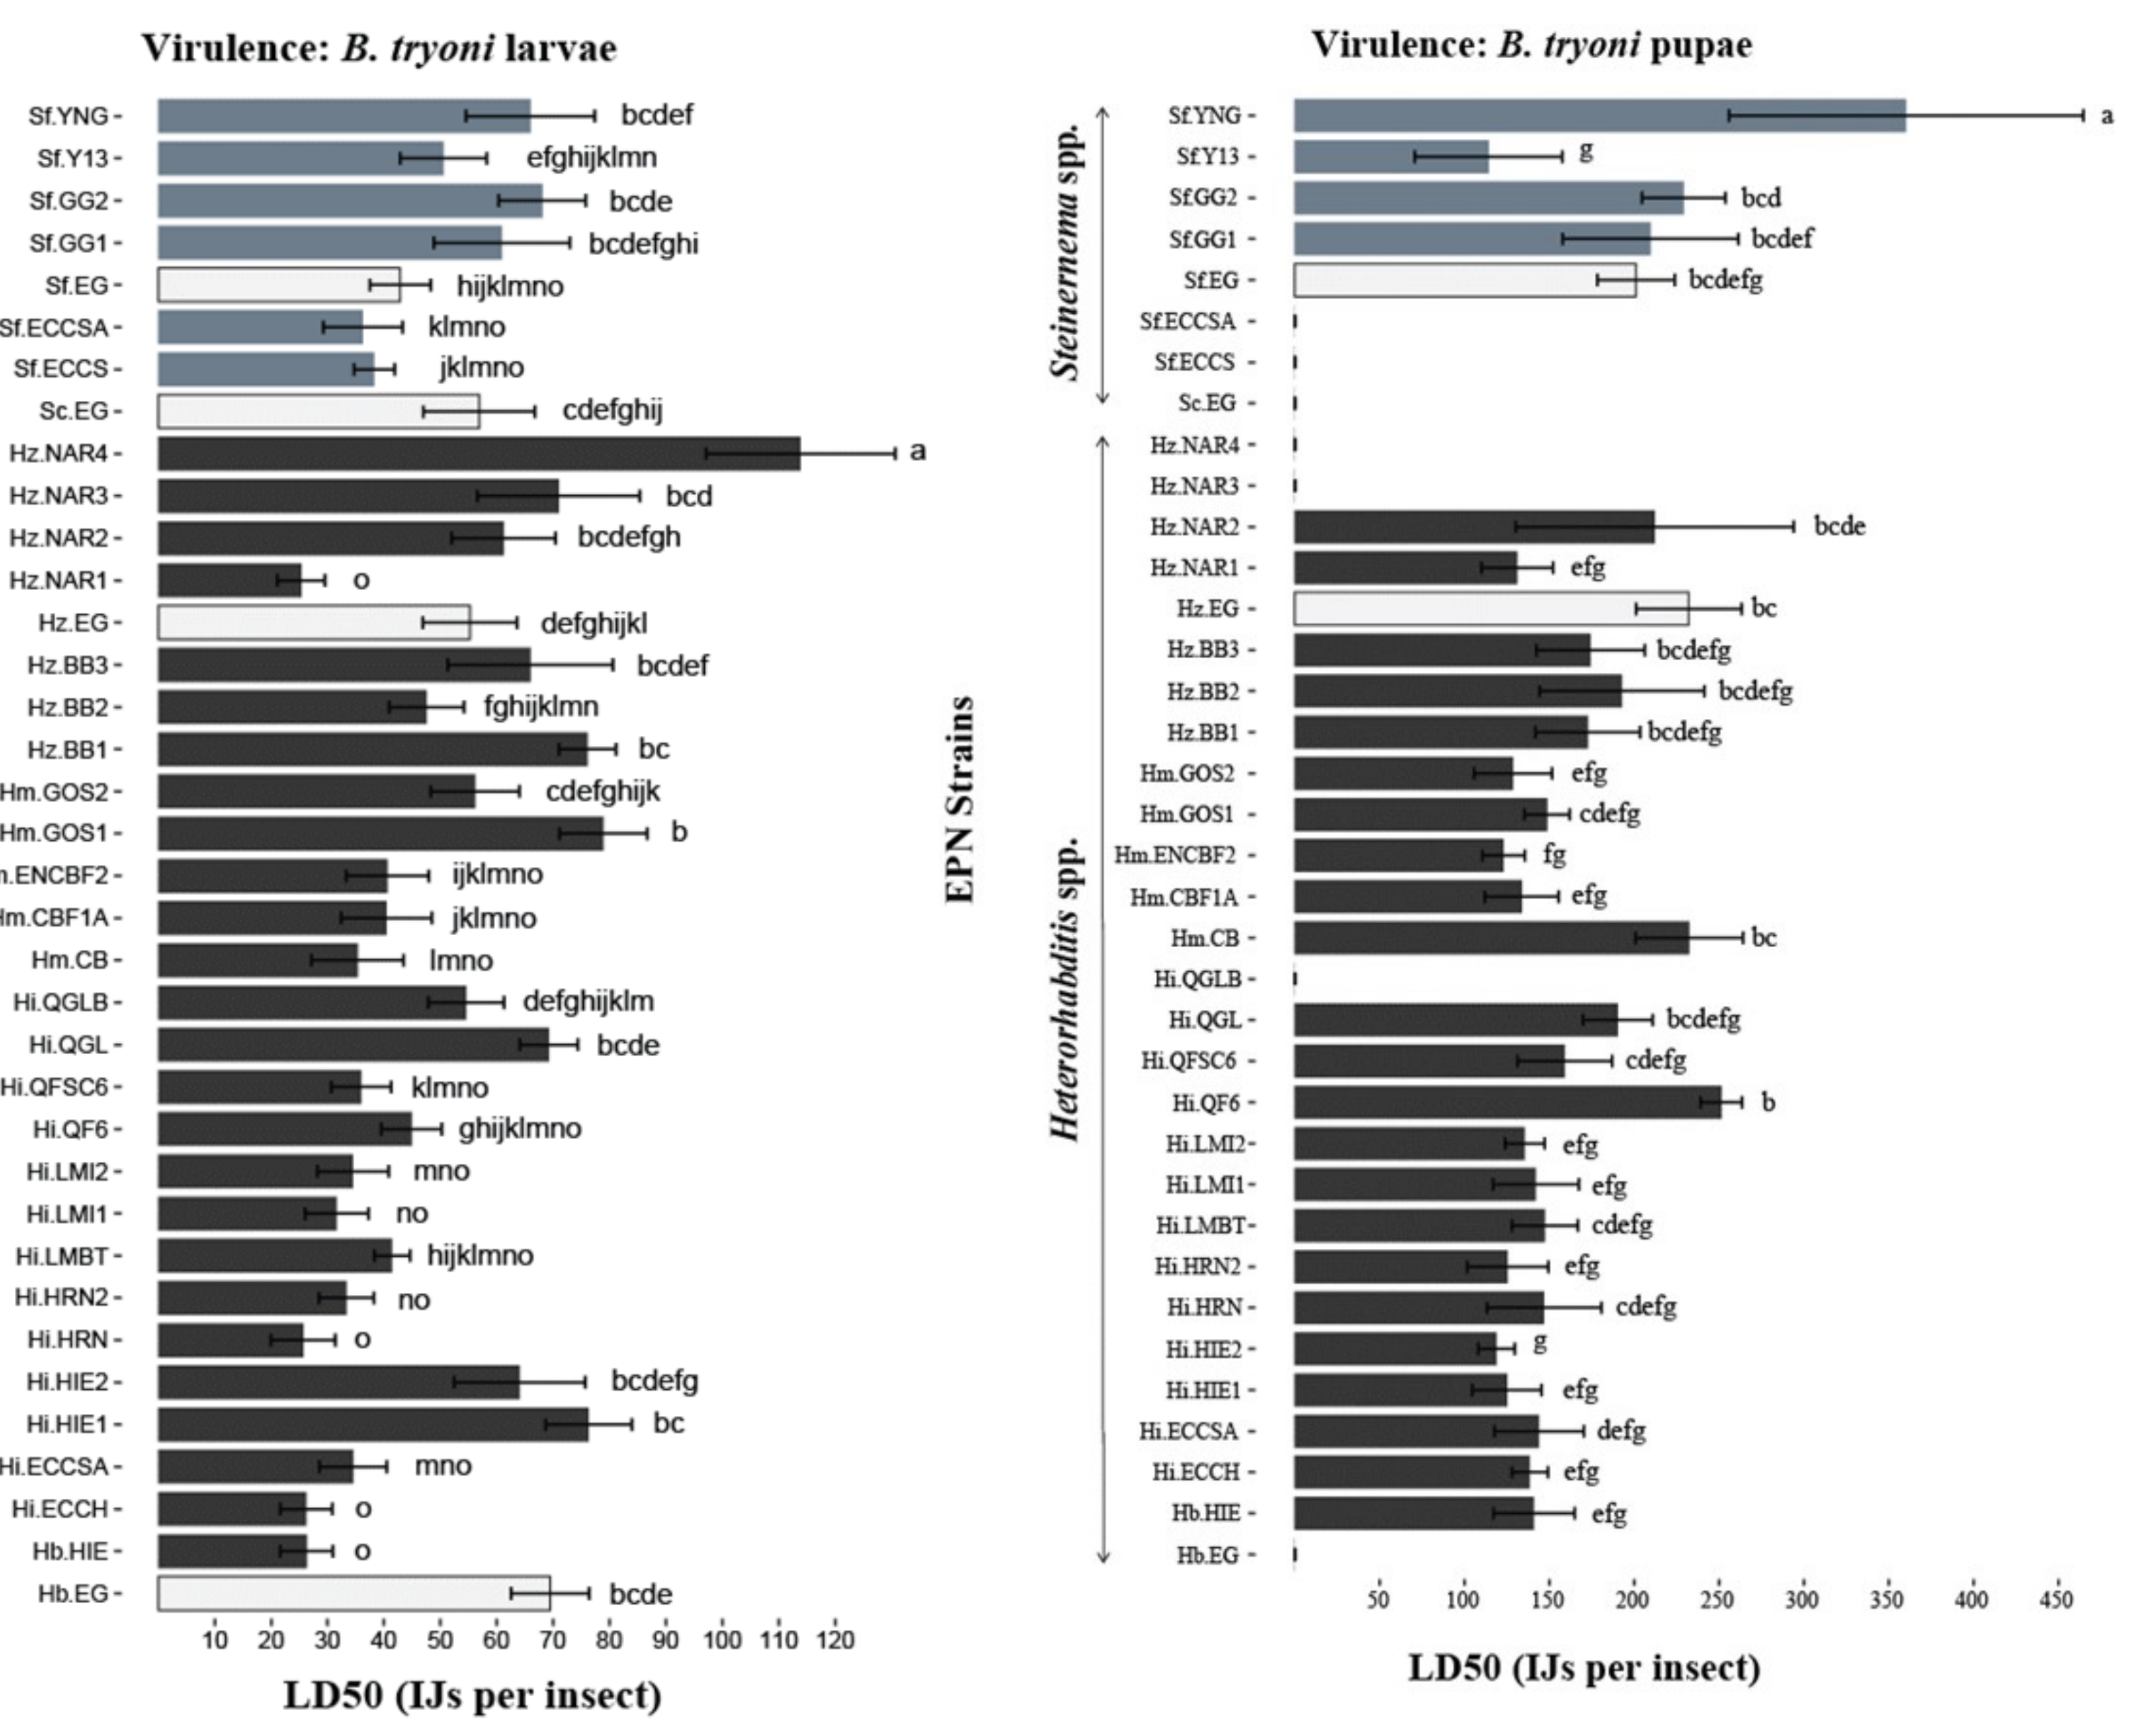 Virulence: B. tryoni larvae
Sf.YNG bcdef
Sf.Y13 efghijklmn
Sf.GG2 bcde
Sf.GG1 bcdefghi
Sf.EG hijklmno
Sf.ECCSA klmno
Sf.ECCS jklmno
Sc.EG cdefghij
Hz.NAR4 a
Hz.NAR3 bcd
Hz.NAR2 bcdefgh
Hz.NAR1 o
Hz.EG defghijkl
Hz.BB3 bcdef
Hz.BB2 fghijklmn
Hz.BB1 bc
Hm.GOS2 cdefghijk
Hm.GOS1 b
.ENCBF2 ijklmno
m.CBF1A jklmno
Hm.CB lmno
Hi.QGLB defghijklm
Hi.QGL bcde
Hi.QFSC6 klmno
Hi.QF6 ghijklmno
Hi.LMI2 mno
Hi.LMI1 no
Hi.LMBT hijklmno
Hi.HRN2 no
Hi.HRN o
Hi.HIE2 bcdefg
Hi.HIE1 bc
Hi.ECCSA mno
Hi.ECCH o
Hb.HIE o
Hb.EG bcde
10 20 30 40 50 60 70 80 90 100 110 120
LD50 (IJs per insect)
Virulence: B. tryoni pupae
EPN Strains
Steinernema spp.
Heterorhabditis spp.
Sf.YNG a
Sf.Y13 g
Sf.GG2 bcd
Sf.GG1 bcdef
Sf.EG bcdefg
Sf.ECCSA
Sf.ECCS
Sc.EG
Hz.NAR4
Hz.NAR3
Hz.NAR2 bcde
Hz.NAR1 efg
Hz.EG bc
Hz.BB3 bcdefg
Hz.BB2 bcdefg
Hz.BB1 bcdefg
Hm.GOS2 efg
Hm.GOS1 cdefg
Hm.ENCBF2 fg
Hm.CBF1A efg
Hm.CB bc
Hi.QGLB
Hi.QGL bcdefg
Hi.QFSC6 cdefg
Hi.QF6 b
Hi.LMI2 efg
Hi.LMI1 efg
Hi.LMBT cdefg
Hi.HRN2 efg
Hi.HRN cdefg
Hi.HIE2 g
Hi.HIE1 efg
Hi.ECCSA defg
Hi.ECCH efg
Hb.HIE efg
Hb.EG
50 100 150 200 250 300 350 400 450
LD50 (IJs per insect)